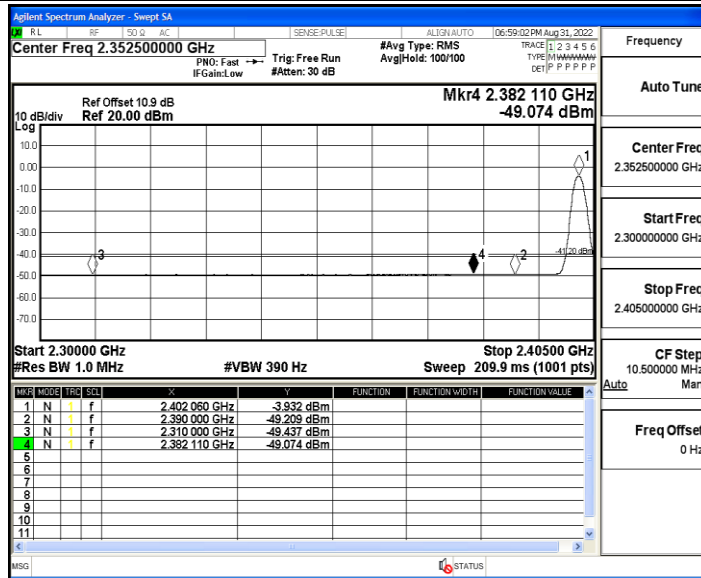 Agilent Spectrum Analyzer - Swept SA
RL RF 50 Ω AC SENSE:PULSE ALIGN AUTO 06:59:02 PM Aug 31, 2022
Center Freq 2.352500000 GHz
PNO: Fast
IFGain:Low
Trig: Free Run
#Atten: 30 dB
#Avg Type: RMS
Avg|Hold: 100/100
TRACE 1 2 3 4 5 6
TYPE MWWWWW
DET P P P P P P
Frequency
Auto Tune
Center Freq
2.352500000 GHz
Start Freq
2.300000000 GHz
Stop Freq
2.405000000 GHz
CF Step
10.500000 MHz
Auto Man
Freq Offset
0 Hz
Mkr4 2.382 110 GHz
-49.074 dBm
Ref Offset 10.9 dB
10 dB/div Ref 20.00 dBm
Log
10.0
0.00
-10.0
-20.0
-30.0
-40.0
-50.0
-60.0
-70.0
1
3
4
2
-41.20 dBm
Start 2.30000 GHz Stop 2.40500 GHz
#Res BW 1.0 MHz #VBW 390 Hz Sweep 209.9 ms (1001 pts)
MKR MODE TRC SCL X Y FUNCTION FUNCTION WIDTH FUNCTION VALUE
1 N 1 f 2.402 060 GHz -3.932 dBm
2 N 1 f 2.390 000 GHz -49.209 dBm
3 N 1 f 2.310 000 GHz -49.437 dBm
4 N 1 f 2.382 110 GHz -49.074 dBm
5
6
7
8
9
10
11
MSG STATUS